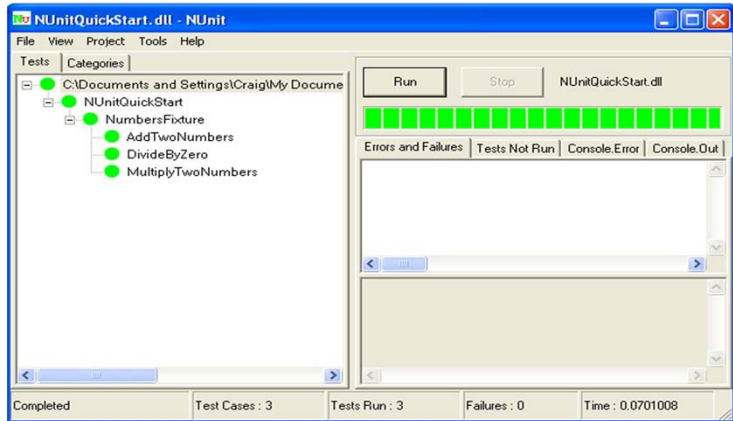 NUnitQuickStart.dll - NUnit
File View Project Tools Help
Tests Categories
C:\Documents and Settings\Craig\My Docume
NUnitQuickStart
NumbersFixture
AddTwoNumbers
DivideByZero
MultiplyTwoNumbers
Run Stop NUnitQuickStart.dll
Errors and Failures Tests Not Run Console.Error Console.Out
Completed Test Cases : 3 Tests Run : 3 Failures : 0 Time : 0.0701008